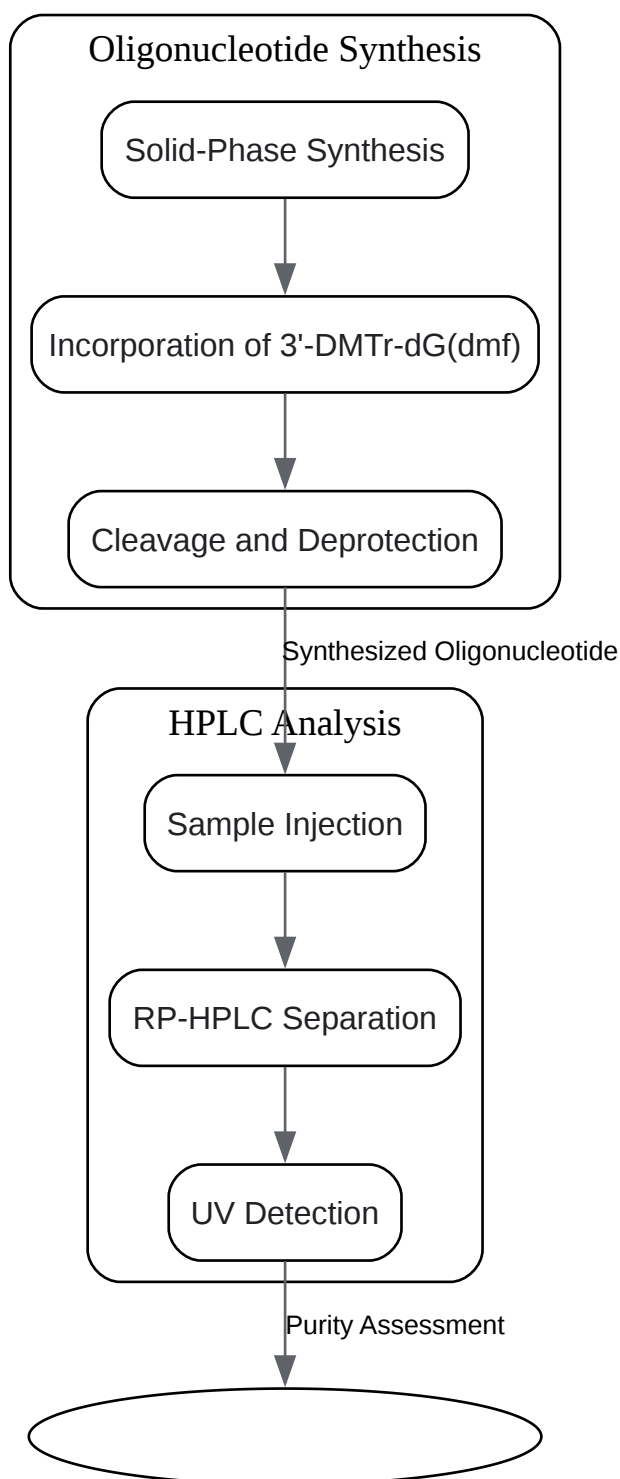 Oligonucleotide Synthesis
Solid-Phase Synthesis
Incorporation of 3'-DMTr-dG(dmf)
Cleavage and Deprotection
Synthesized Oligonucleotide
HPLC Analysis
Sample Injection
RP-HPLC Separation
UV Detection
Purity Assessment